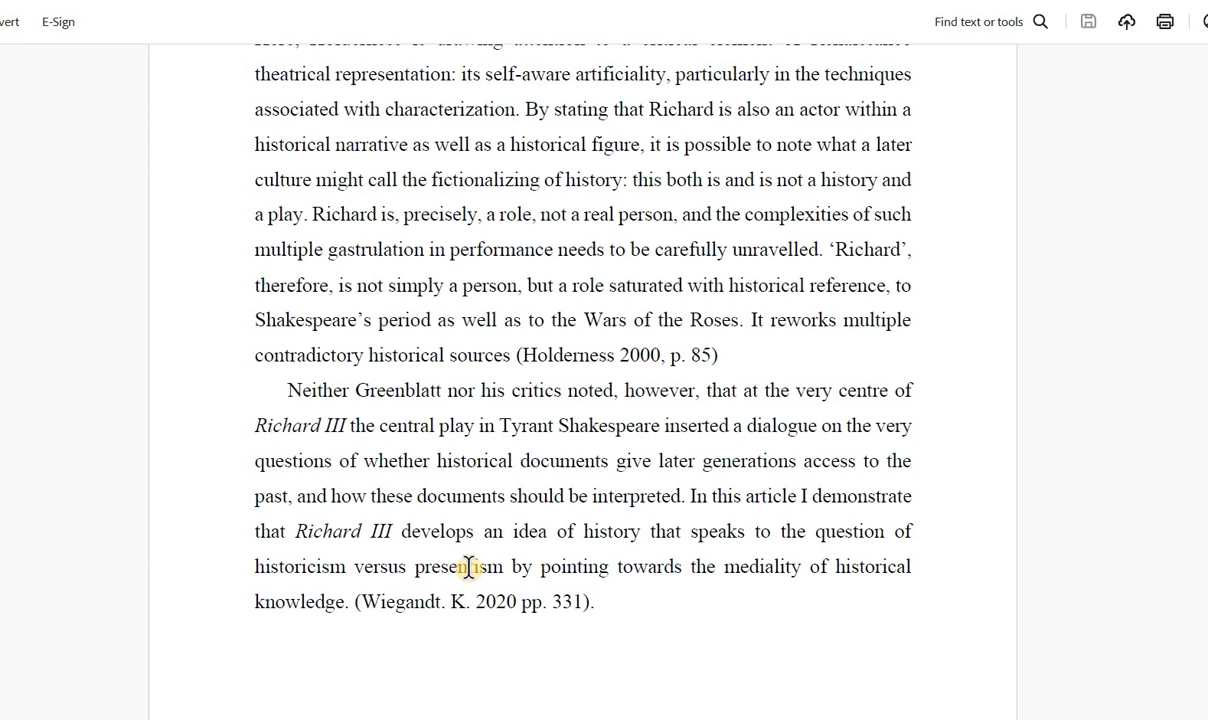 vert E-Sign Find text or tools
theatrical representation: its self-aware artificiality, particularly in the techniques
associated with characterization. By stating that Richard is also an actor within a
historical narrative as well as a historical figure, it is possible to note what a later
culture might call the fictionalizing of history: this both is and is not a history and
a play. Richard is, precisely, a role, not a real person, and the complexities of such
multiple gastrulation in performance needs to be carefully unravelled. ‘Richard’,
therefore, is not simply a person, but a role saturated with historical reference, to
Shakespeare’s period as well as to the Wars of the Roses. It reworks multiple
contradictory historical sources (Holderness 2000, p. 85)
Neither Greenblatt nor his critics noted, however, that at the very centre of
Richard III the central play in Tyrant Shakespeare inserted a dialogue on the very
questions of whether historical documents give later generations access to the
past, and how these documents should be interpreted. In this article I demonstrate
that Richard III develops an idea of history that speaks to the question of
historicism versus presentism by pointing towards the mediality of historical
knowledge. (Wiegandt. K. 2020 pp. 331).